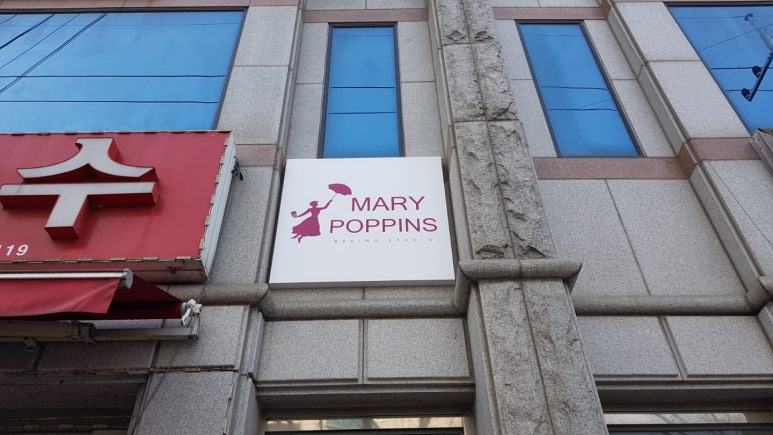 수
119
MARY
POPPINS
BAKING STUDIO